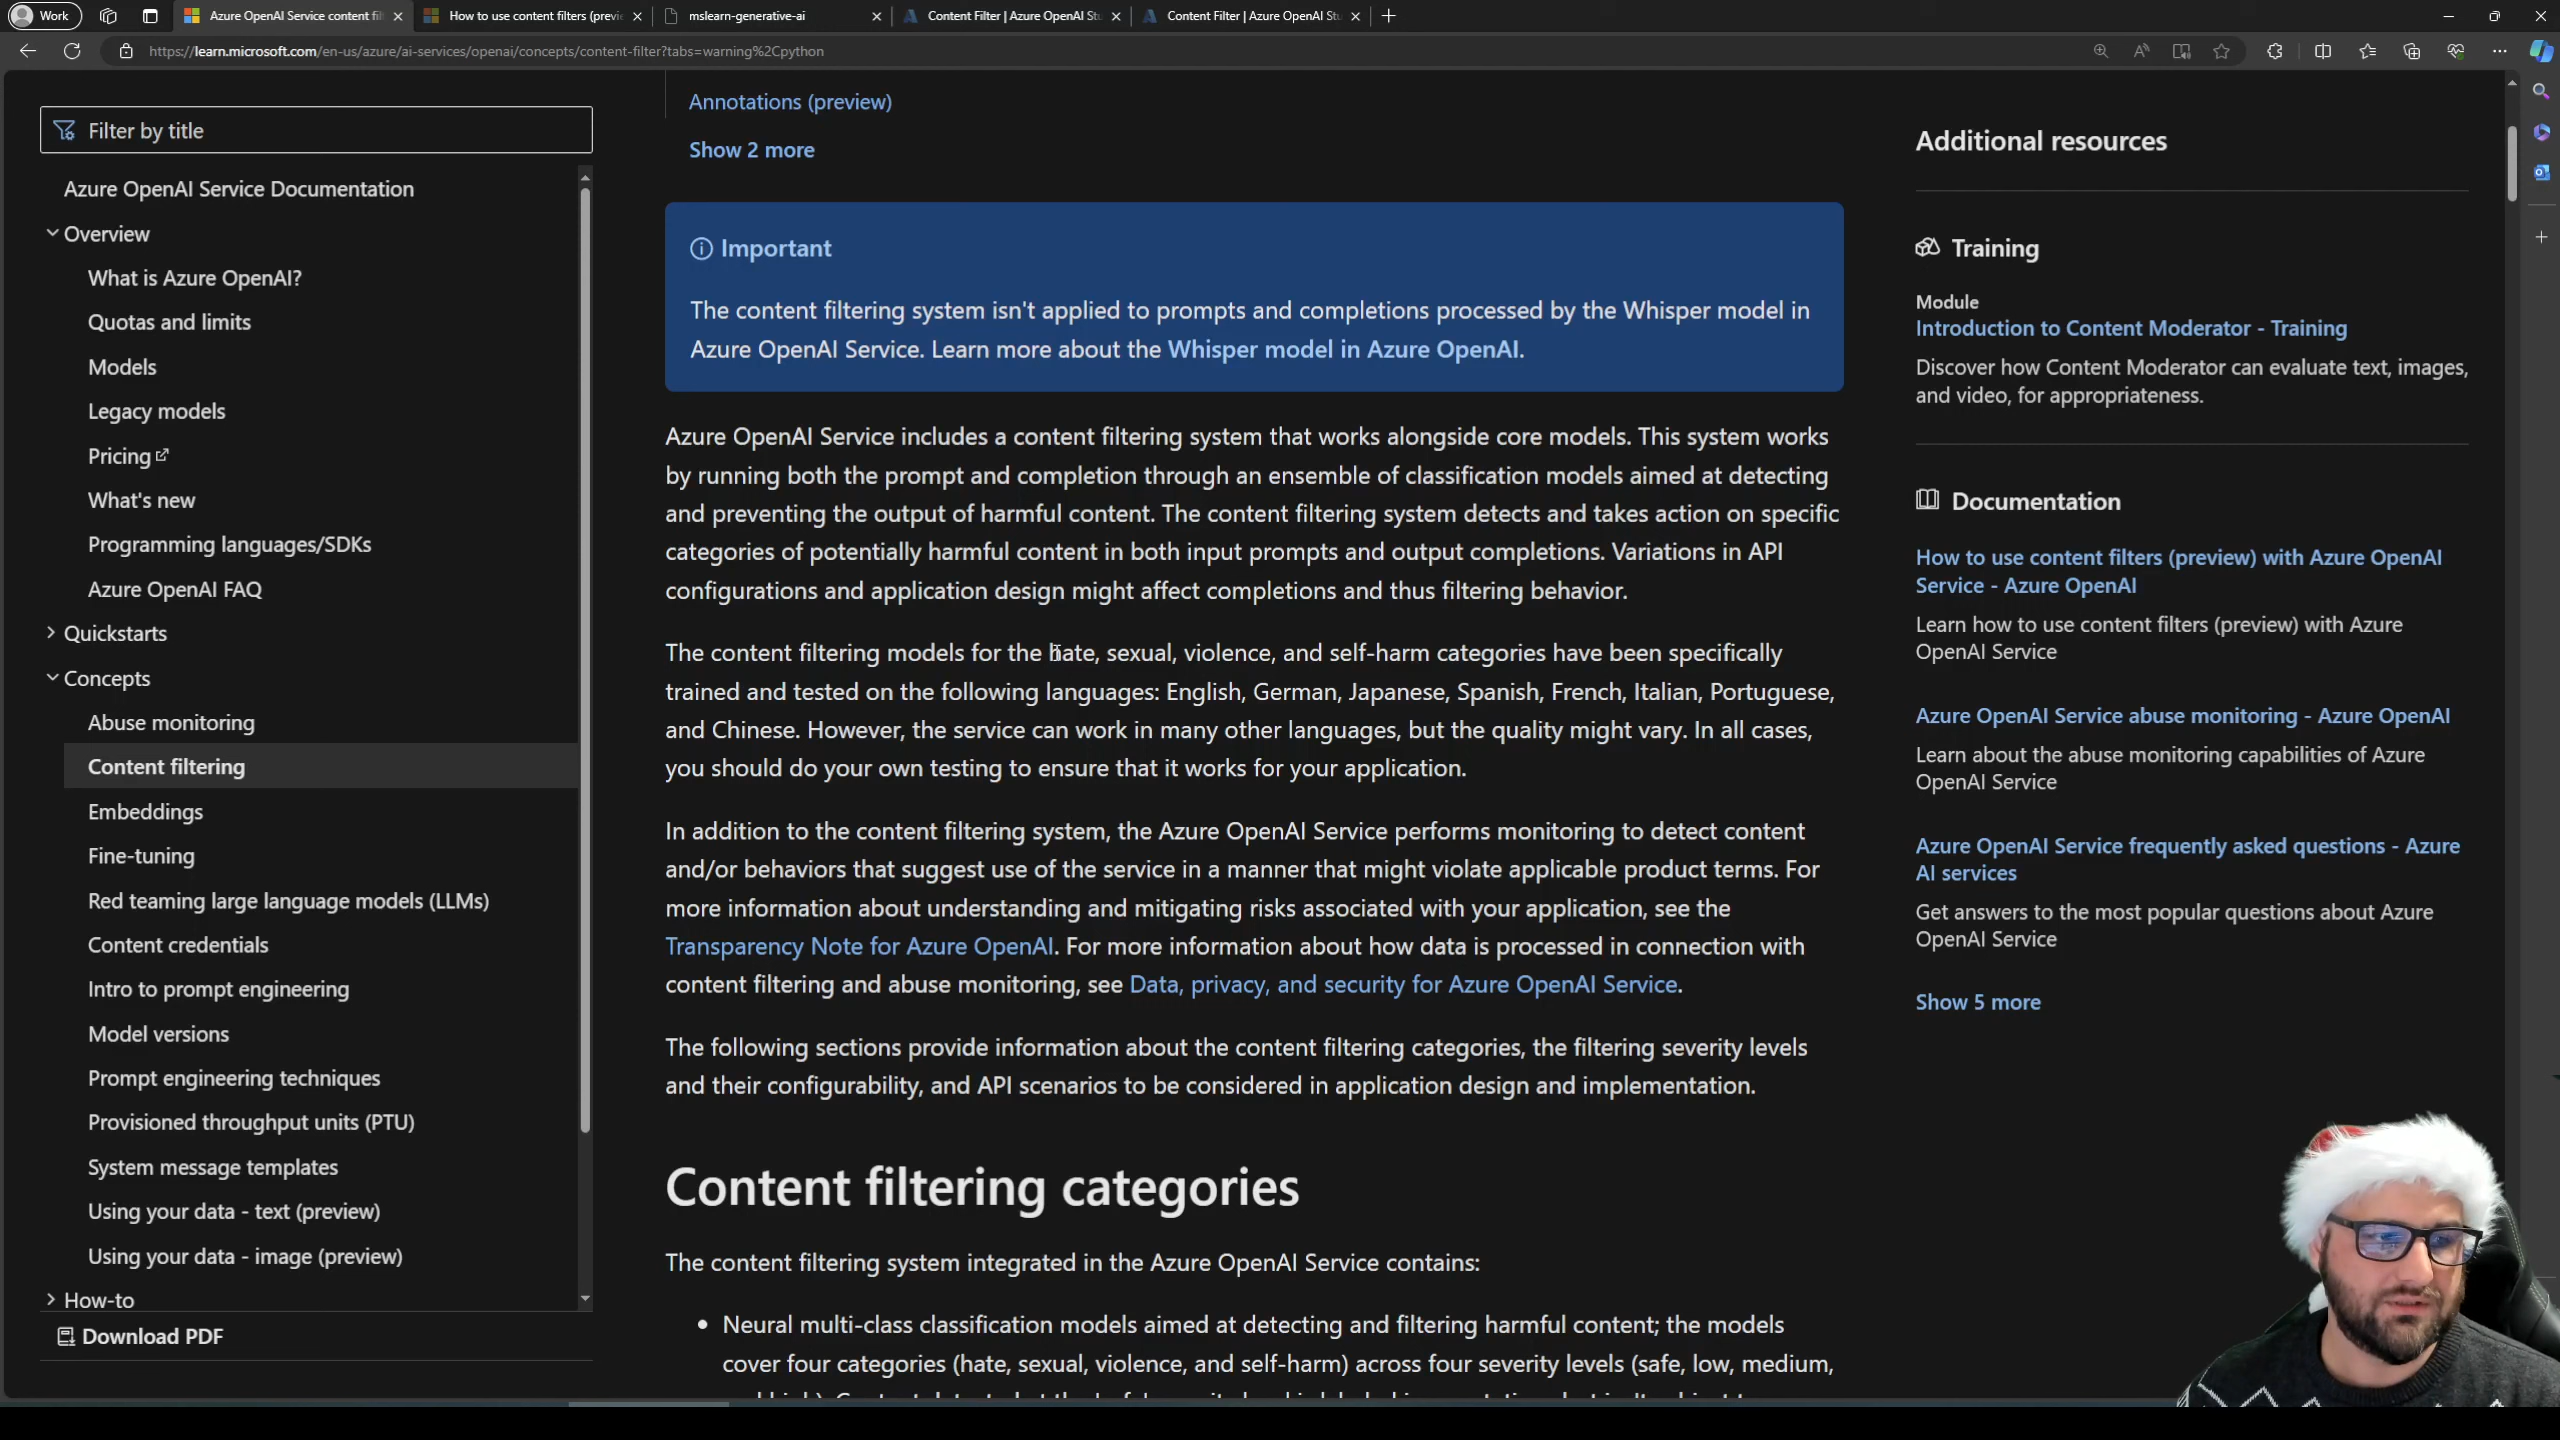 Work
Azure OpenAI Service content fil
How to use content filters (previe
mslearn-generative-ai
Content Filter | Azure OpenAI Stu
Content Filter | Azure OpenAI Stu
https://learn.microsoft.com/en-us/azure/ai-services/openai/concepts/content-filter?tabs=warning%2Cpython
Filter by title
Azure OpenAI Service Documentation
Overview
What is Azure OpenAI?
Quotas and limits
Models
Legacy models
Pricing
What's new
Programming languages/SDKs
Azure OpenAI FAQ
Quickstarts
Concepts
Abuse monitoring
Content filtering
Embeddings
Fine-tuning
Red teaming large language models (LLMs)
Content credentials
Intro to prompt engineering
Model versions
Prompt engineering techniques
Provisioned throughput units (PTU)
System message templates
Using your data - text (preview)
Using your data - image (preview)
How-to
Download PDF
Annotations (preview)
Show 2 more
Important
The content filtering system isn't applied to prompts and completions processed by the Whisper model in
Azure OpenAI Service. Learn more about the Whisper model in Azure OpenAI.
Azure OpenAI Service includes a content filtering system that works alongside core models. This system works
by running both the prompt and completion through an ensemble of classification models aimed at detecting
and preventing the output of harmful content. The content filtering system detects and takes action on specific
categories of potentially harmful content in both input prompts and output completions. Variations in API
configurations and application design might affect completions and thus filtering behavior.
The content filtering models for the hate, sexual, violence, and self-harm categories have been specifically
trained and tested on the following languages: English, German, Japanese, Spanish, French, Italian, Portuguese,
and Chinese. However, the service can work in many other languages, but the quality might vary. In all cases,
you should do your own testing to ensure that it works for your application.
In addition to the content filtering system, the Azure OpenAI Service performs monitoring to detect content
and/or behaviors that suggest use of the service in a manner that might violate applicable product terms. For
more information about understanding and mitigating risks associated with your application, see the
Transparency Note for Azure OpenAI. For more information about how data is processed in connection with
content filtering and abuse monitoring, see Data, privacy, and security for Azure OpenAI Service.
The following sections provide information about the content filtering categories, the filtering severity levels
and their configurability, and API scenarios to be considered in application design and implementation.
Content filtering categories
The content filtering system integrated in the Azure OpenAI Service contains:
• Neural multi-class classification models aimed at detecting and filtering harmful content; the models
cover four categories (hate, sexual, violence, and self-harm) across four severity levels (safe, low, medium,
Additional resources
Training
Module
Introduction to Content Moderator - Training
Discover how Content Moderator can evaluate text, images,
and video, for appropriateness.
Documentation
How to use content filters (preview) with Azure OpenAI
Service - Azure OpenAI
Learn how to use content filters (preview) with Azure
OpenAI Service
Azure OpenAI Service abuse monitoring - Azure OpenAI
Learn about the abuse monitoring capabilities of Azure
OpenAI Service
Azure OpenAI Service frequently asked questions - Azure
AI services
Get answers to the most popular questions about Azure
OpenAI Service
Show 5 more